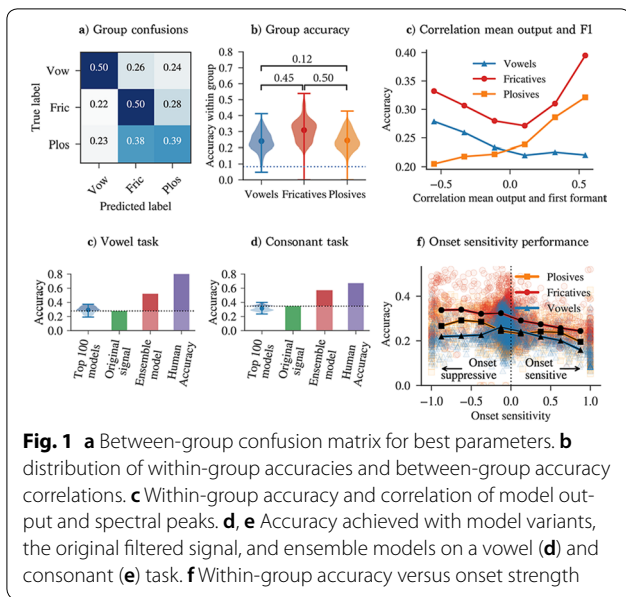 a) Group confusions
True label
Vow
Fric
Plos
0.50 0.26 0.24
0.22 0.50 0.28
0.23 0.38 0.39
Vow Fric Plos
Predicted label
b) Group accuracy
Accuracy within group
0.8
0.7
0.6
0.5
0.4
0.3
0.2
0.1
0.0
0.12
0.45 0.50
Vowels Fricatives Plosives
c) Correlation mean output and F1
Accuracy
0.40
0.35
0.30
0.25
0.20
Vowels
Fricatives
Plosives
−0.5 0.0 0.5
Correlation mean output and first formant
c) Vowel task
Accuracy
0.8
0.6
0.4
0.2
0.0
Top 100
models
Original
signal
Ensemble
model
Human
Accuracy
d) Consonant task
Accuracy
0.8
0.6
0.4
0.2
0.0
Top 100
models
Original
signal
Ensemble
model
Human
Accuracy
f) Onset sensitivity performance
Accuracy
0.4
0.2
0.0
Plosives
Fricatives
Vowels
Onset
suppressive
Onset
sensitive
−1.0 −0.5 0.0 0.5 1.0
Onset sensitivity
Fig. 1 a Between-group confusion matrix for best parameters. b
distribution of within-group accuracies and between-group accuracy
correlations. c Within-group accuracy and correlation of model out-
put and spectral peaks. d, e Accuracy achieved with model variants,
the original filtered signal, and ensemble models on a vowel (d) and
consonant (e) task. f Within-group accuracy versus onset strength